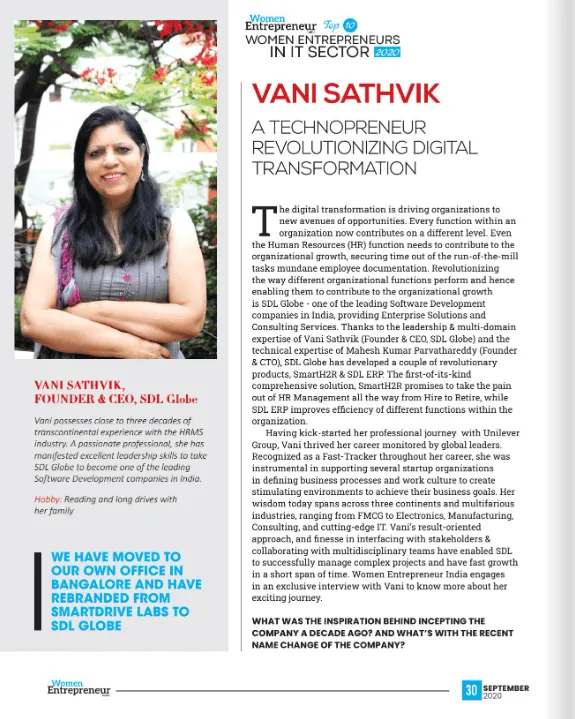 Women
Entrepreneur
Top 10
WOMEN ENTREPRENEURS
IN IT SECTOR 2020
VANI SATHVIK
A TECHNOPRENEUR
REVOLUTIONIZING DIGITAL
TRANSFORMATION
The digital transformation is driving organizations to
new avenues of opportunities. Every function within an
organization now contributes on a different level. Even
the Human Resources (HR) function needs to contribute to the
organizational growth, securing time out of the run-of-the-mill
tasks mundane employee documentation. Revolutionizing
the way different organizational functions perform and hence
enabling them to contribute to the organizational growth
is SDL Globe - one of the leading Software Development
companies in India, providing Enterprise Solutions and
Consulting Services. Thanks to the leadership & multi-domain
expertise of Vani Sathvik (Founder & CEO, SDL Globe) and the
technical expertise of Mahesh Kumar Parvathareddy (Founder
& CTO), SDL Globe has developed a couple of revolutionary
products, SmartH2R & SDL ERP. The first-of-its-kind
comprehensive solution, SmartH2R promises to take the pain
out of HR Management all the way from Hire to Retire, while
SDL ERP improves efficiency of different functions within the
organization.
Having kick-started her professional journey with Unilever
Group, Vani thrived her career monitored by global leaders.
Recognized as a Fast-Tracker throughout her career, she was
instrumental in supporting several startup organizations
in defining business processes and work culture to create
stimulating environments to achieve their business goals. Her
wisdom today spans across three continents and multifarious
industries, ranging from FMCG to Electronics, Manufacturing,
Consulting, and cutting-edge IT. Vani's result-oriented
approach, and finesse in interfacing with stakeholders &
collaborating with multidisciplinary teams have enabled SDL
to successfully manage complex projects and have fast growth
in a short span of time. Women Entrepreneur India engages
in an exclusive interview with Vani to know more about her
exciting journey.
WHAT WAS THE INSPIRATION BEHIND INCEPTING THE
COMPANY A DECADE AGO? AND WHAT'S WITH THE RECENT
NAME CHANGE OF THE COMPANY?
VANI SATHVIK,
FOUNDER & CEO, SDL Globe
Vani possesses close to three decades of
transcontinental experience with the HRMS
industry. A passionate professional, she has
manifested excellent leadership skills to take
SDL Globe to become one of the leading
Software Development companies in India.
Hobby: Reading and long drives with
her family
WE HAVE MOVED TO
OUR OWN OFFICE IN
BANGALORE AND HAVE
REBRANDED FROM
SMARTDRIVE LABS TO
SDL GLOBE
Women
Entrepreneur
30 SEPTEMBER
2020